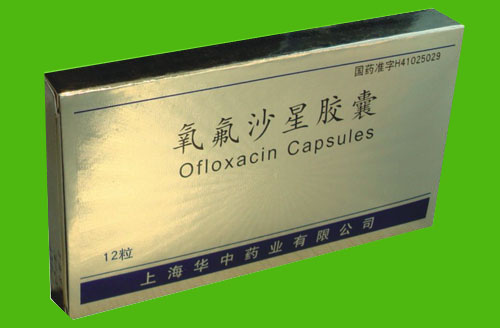 国药准字H41025029
氧氟沙星胶囊
Ofloxacin Capsules
12粒
上海华中药业有限公司